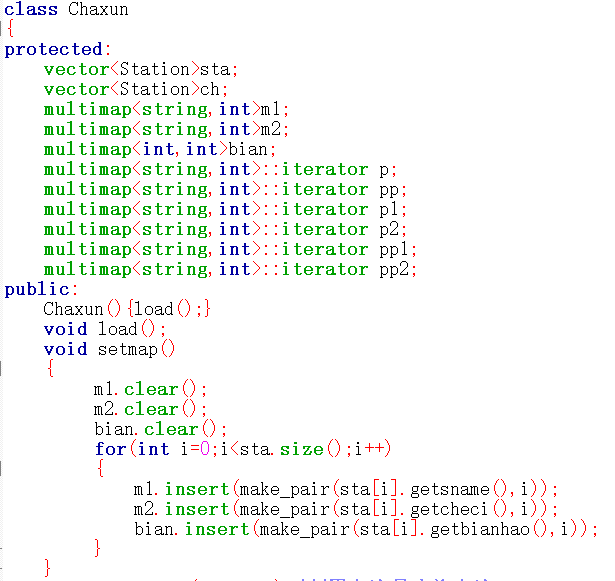 class Chaxun
{
protected:
    vector<Station>sta;
    vector<Station>ch;
    multimap<string,int>m1;
    multimap<string,int>m2;
    multimap<int,int>bian;
    multimap<string,int>::iterator p;
    multimap<string,int>::iterator pp;
    multimap<string,int>::iterator p1;
    multimap<string,int>::iterator p2;
    multimap<string,int>::iterator pp1;
    multimap<string,int>::iterator pp2;
public:
    Chaxun(){load();}
    void load();
    void setmap()
    {
        m1.clear();
        m2.clear();
        bian.clear();
        for(int i=0;i<sta.size();i++)
        {
            m1.insert(make_pair(sta[i].getsname(),i));
            m2.insert(make_pair(sta[i].getcheci(),i));
            bian.insert(make_pair(sta[i].getbianhao(),i));
        }
    }